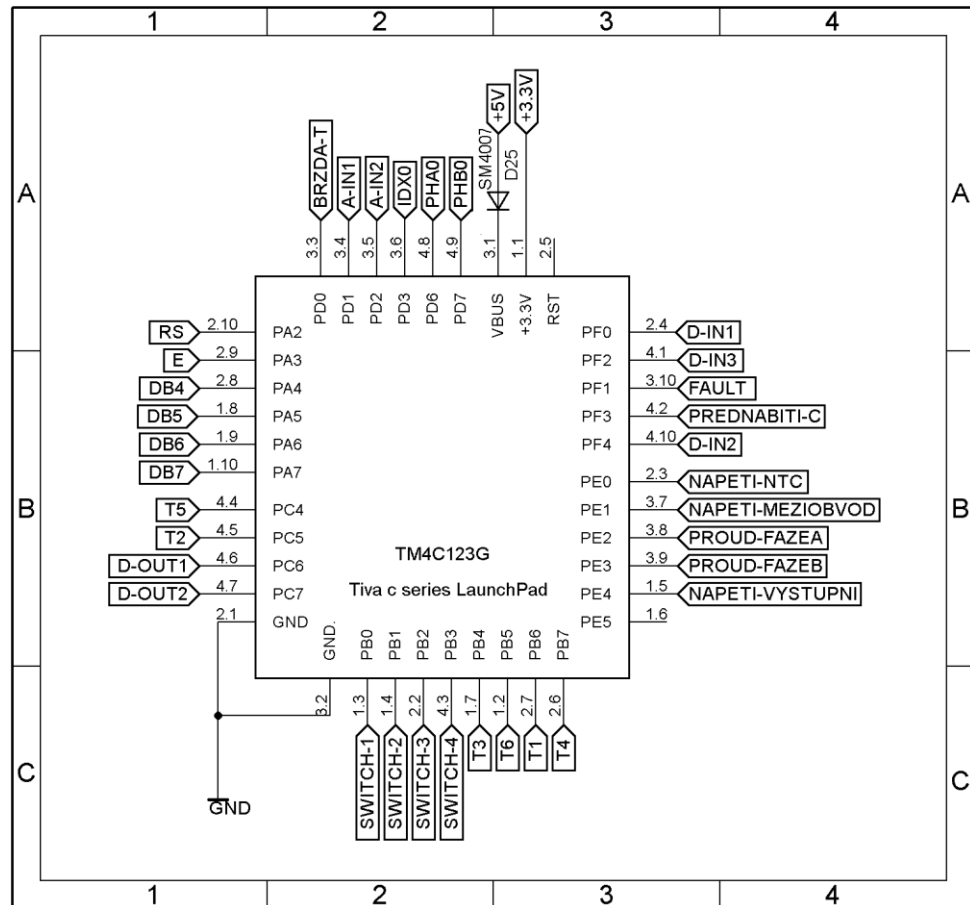 1 2 3 4
A A
B B
C C
1 2 3 4
BRZDA-T A-IN1 A-IN2 IDX0 PHA0 PHB0 +5V +3.3V
SM4007 D25
3.3 3.4 3.5 3.6 4.8 4.9 3.1 1.1 2.5
PD0 PD1 PD2 PD3 PD6 PD7 VBUS +3.3V RST
RS 2.10 PA2
E 2.9 PA3
DB4 2.8 PA4
DB5 1.8 PA5
DB6 1.9 PA6
DB7 1.10 PA7
T5 4.4 PC4
T2 4.5 PC5
D-OUT1 4.6 PC6
D-OUT2 4.7 PC7
2.1 GND
PF0 2.4 D-IN1
PF2 4.1 D-IN3
PF1 3.10 FAULT
PF3 4.2 PREDNABITI-C
PF4 4.10 D-IN2
PE0 2.3 NAPETI-NTC
PE1 3.7 NAPETI-MEZIOBVOD
PE2 3.8 PROUD-FAZEA
PE3 3.9 PROUD-FAZEB
PE4 1.5 NAPETI-VYSTUPNI
PE5 1.6
TM4C123G
Tiva c series LaunchPad
GND. PB0 PB1 PB2 PB3 PB4 PB5 PB6 PB7
3.2 1.3 1.4 2.2 4.3 1.7 1.2 2.7 2.6
SWITCH-1 SWITCH-2 SWITCH-3 SWITCH-4 T3 T6 T1 T4
GND